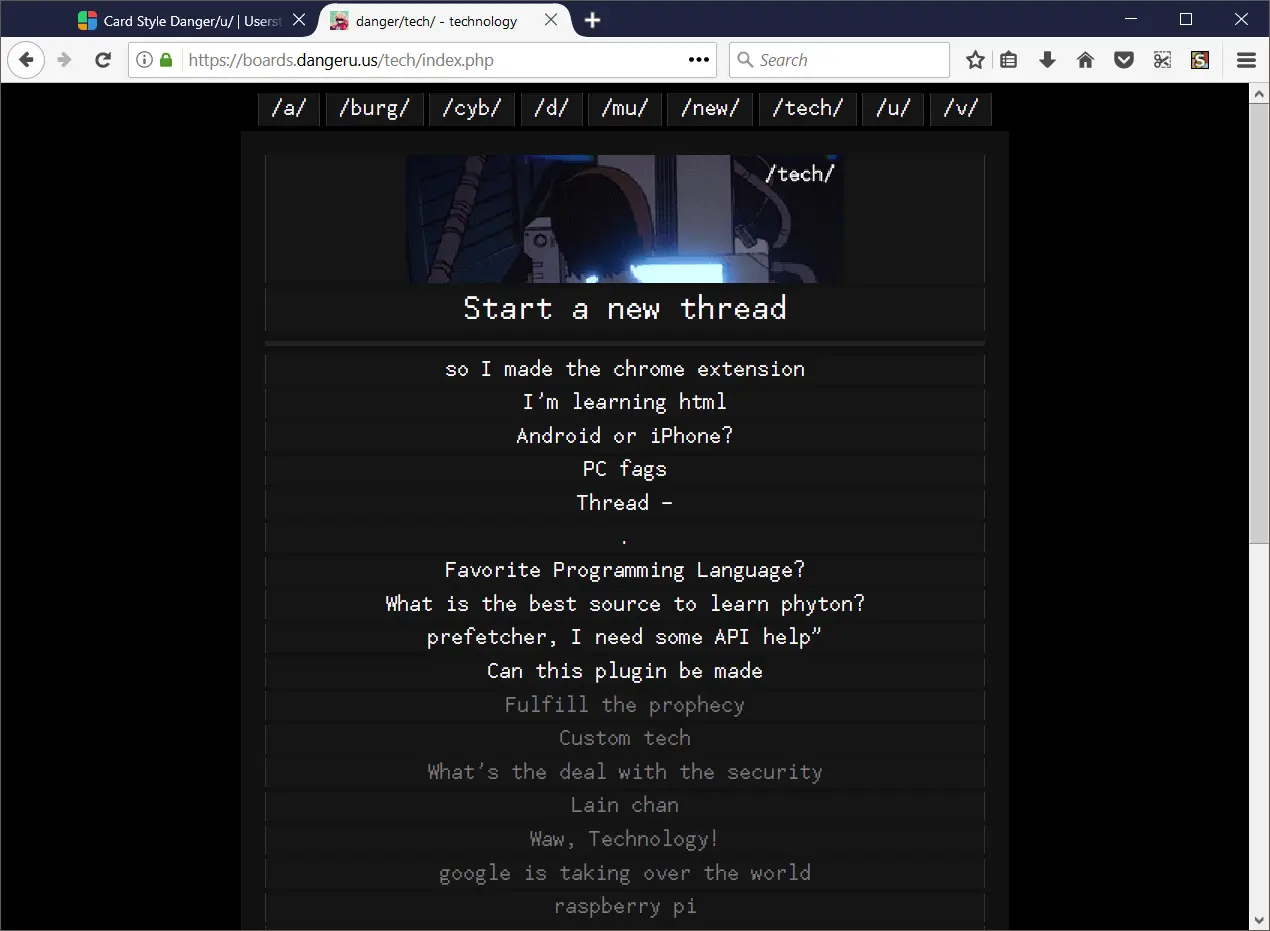 Card Style Danger/u/ | Userst
danger/tech/ - technology
https://boards.dangeru.us/tech/index.php
Search
/a/ /burg/ /cyb/ /d/ /mu/ /new/ /tech/ /u/ /v/
/tech/
Start a new thread
so I made the chrome extension
I'm learning html
Android or iPhone?
PC fags
Thread -
.
Favorite Programming Language?
What is the best source to learn phyton?
prefetcher, I need some API help”
Can this plugin be made
Fulfill the prophecy
Custom tech
What's the deal with the security
Lain chan
Waw, Technology!
google is taking over the world
raspberry pi